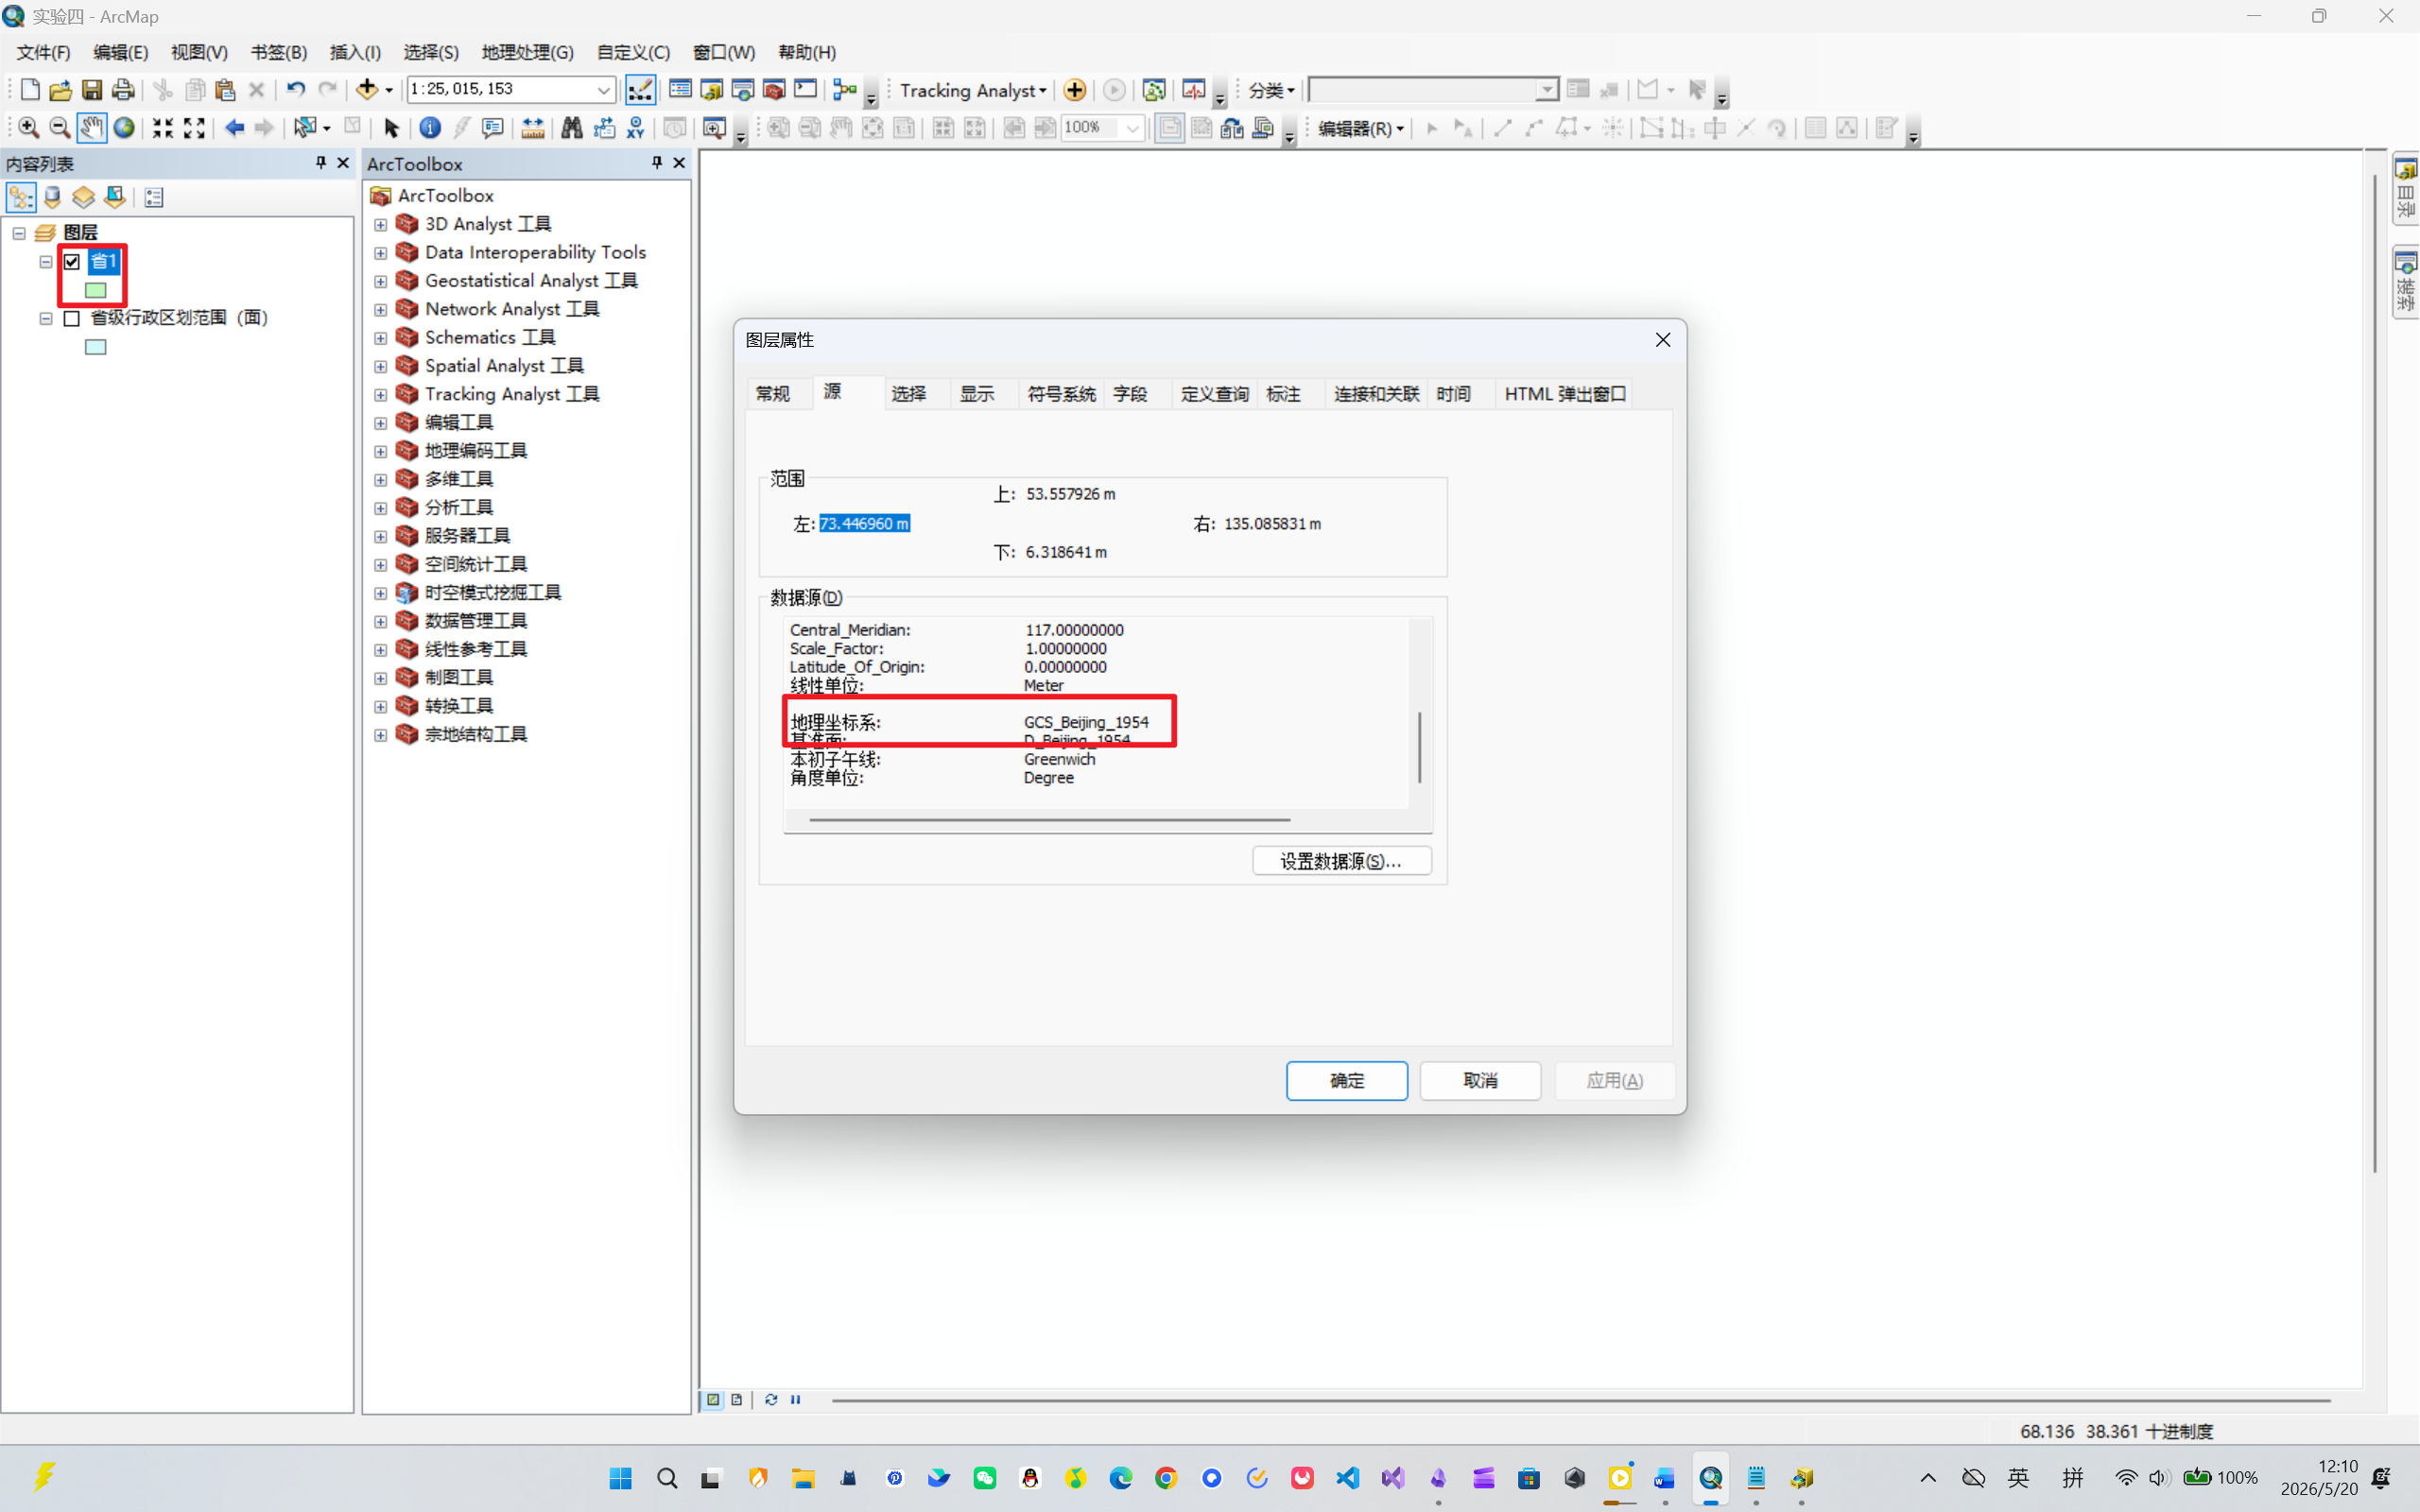 实验四 - ArcMap
文件(F) 编辑(E) 视图(V) 书签(B) 插入(I) 选择(S) 地理处理(G) 自定义(C) 窗口(W) 帮助(H)
1:25,015,153
Tracking Analyst
分类
100%
编辑器(R)
XY
内容列表
图层
省1
省级行政区划范围（面）
ArcToolbox
ArcToolbox
3D Analyst 工具
Data Interoperability Tools
Geostatistical Analyst 工具
Network Analyst 工具
Schematics 工具
Spatial Analyst 工具
Tracking Analyst 工具
编辑工具
地理编码工具
多维工具
分析工具
服务器工具
空间统计工具
时空模式挖掘工具
数据管理工具
线性参考工具
制图工具
转换工具
宗地结构工具
目录
搜索
图层属性
常规 源 选择 显示 符号系统 字段 定义查询 标注 连接和关联 时间 HTML 弹出窗口
范围
上: 53.557926 m
左: 73.446960 m 右: 135.085831 m
下: 6.318641 m
数据源(D)
Central_Meridian: 117.00000000
Scale_Factor: 1.00000000
Latitude_Of_Origin: 0.00000000
线性单位: Meter
地理坐标系: GCS_Beijing_1954
基准面: D_Beijing_1954
本初子午线: Greenwich
角度单位: Degree
设置数据源(S)...
确定 取消 应用(A)
68.136 38.361 十进制度
英 拼 100%
12:10
2026/5/20